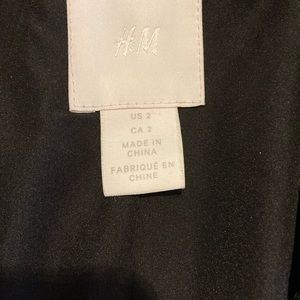 H&M
US 2
CA 2
MADE IN
CHINA
FABRIQUÉ EN
CHINE